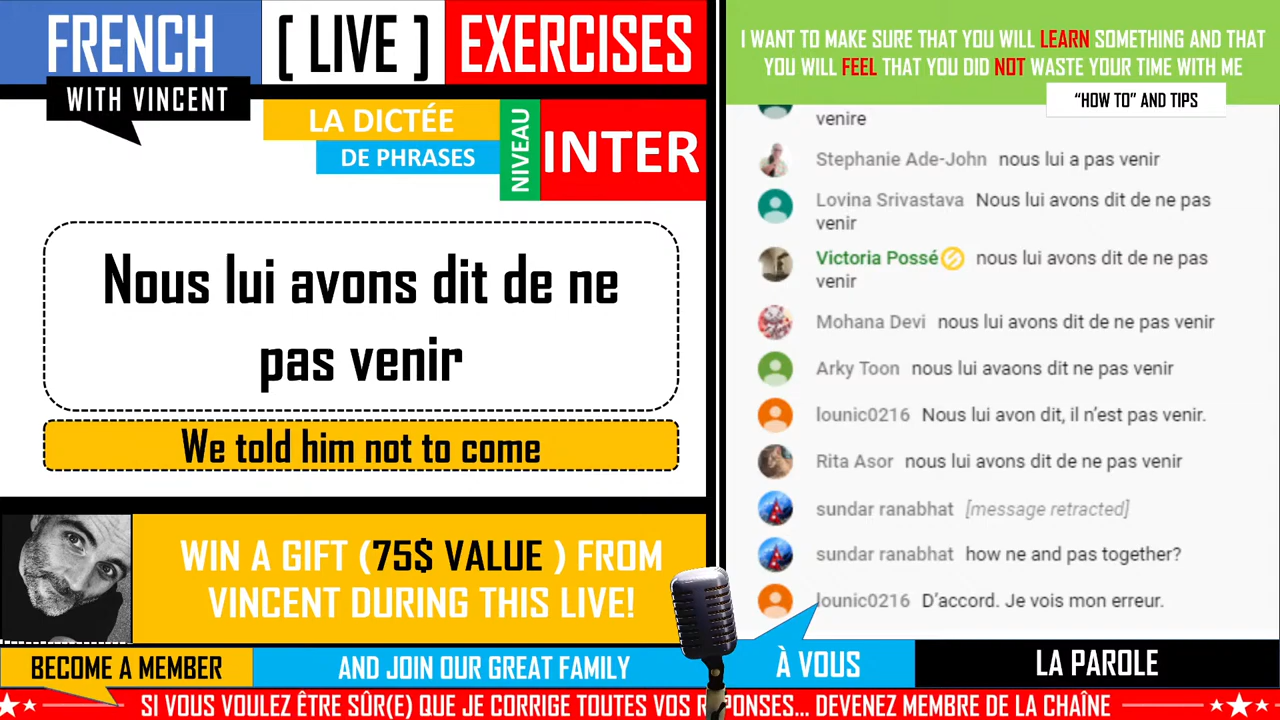 FRENCH
WITH VINCENT
[ LIVE ]
EXERCISES
LA DICTÉE
DE PHRASES
NIVEAU
INTER
Nous lui avons dit de ne
pas venir
We told him not to come
WIN A GIFT (75$ VALUE ) FROM
VINCENT DURING THIS LIVE!
BECOME A MEMBER
AND JOIN OUR GREAT FAMILY
I WANT TO MAKE SURE THAT YOU WILL LEARN SOMETHING AND THAT
YOU WILL FEEL THAT YOU DID NOT WASTE YOUR TIME WITH ME
“HOW TO” AND TIPS
venire
Stephanie Ade-John nous lui a pas venir
Lovina Srivastava Nous lui avons dit de ne pas
venir
Victoria Possé nous lui avons dit de ne pas
venir
Mohana Devi nous lui avons dit de ne pas venir
Arky Toon nous lui avaons dit ne pas venir
lounic0216 Nous lui avon dit, il n’est pas venir.
Rita Asor nous lui avons dit de ne pas venir
sundar ranabhat [message retracted]
sundar ranabhat how ne and pas together?
lounic0216 D’accord. Je vois mon erreur.
À VOUS
LA PAROLE
SI VOUS VOULEZ ÊTRE SÛR(E) QUE JE CORRIGE TOUTES VOS RÉPONSES... DEVENEZ MEMBRE DE LA CHAÎNE